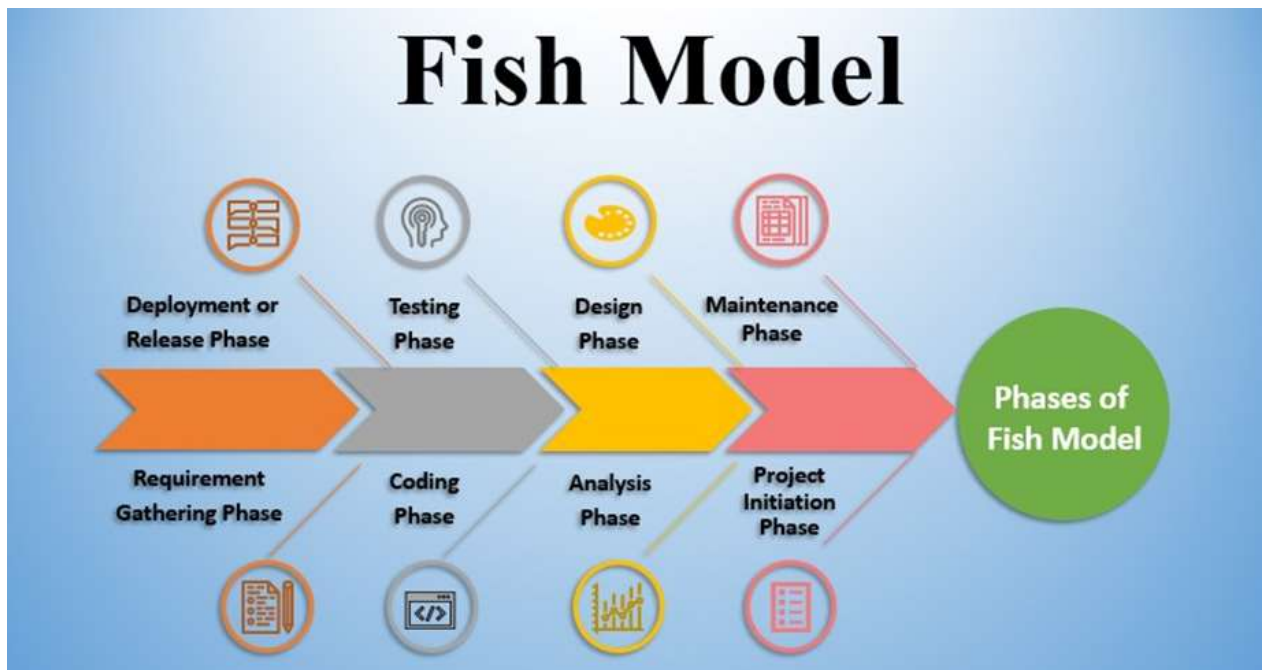 Fish Model
Deployment or
Release Phase
Testing
Phase
Design
Phase
Maintenance
Phase
Phases of
Fish Model
Requirement
Gathering Phase
Coding
Phase
Analysis
Phase
Project
Initiation
Phase
</>